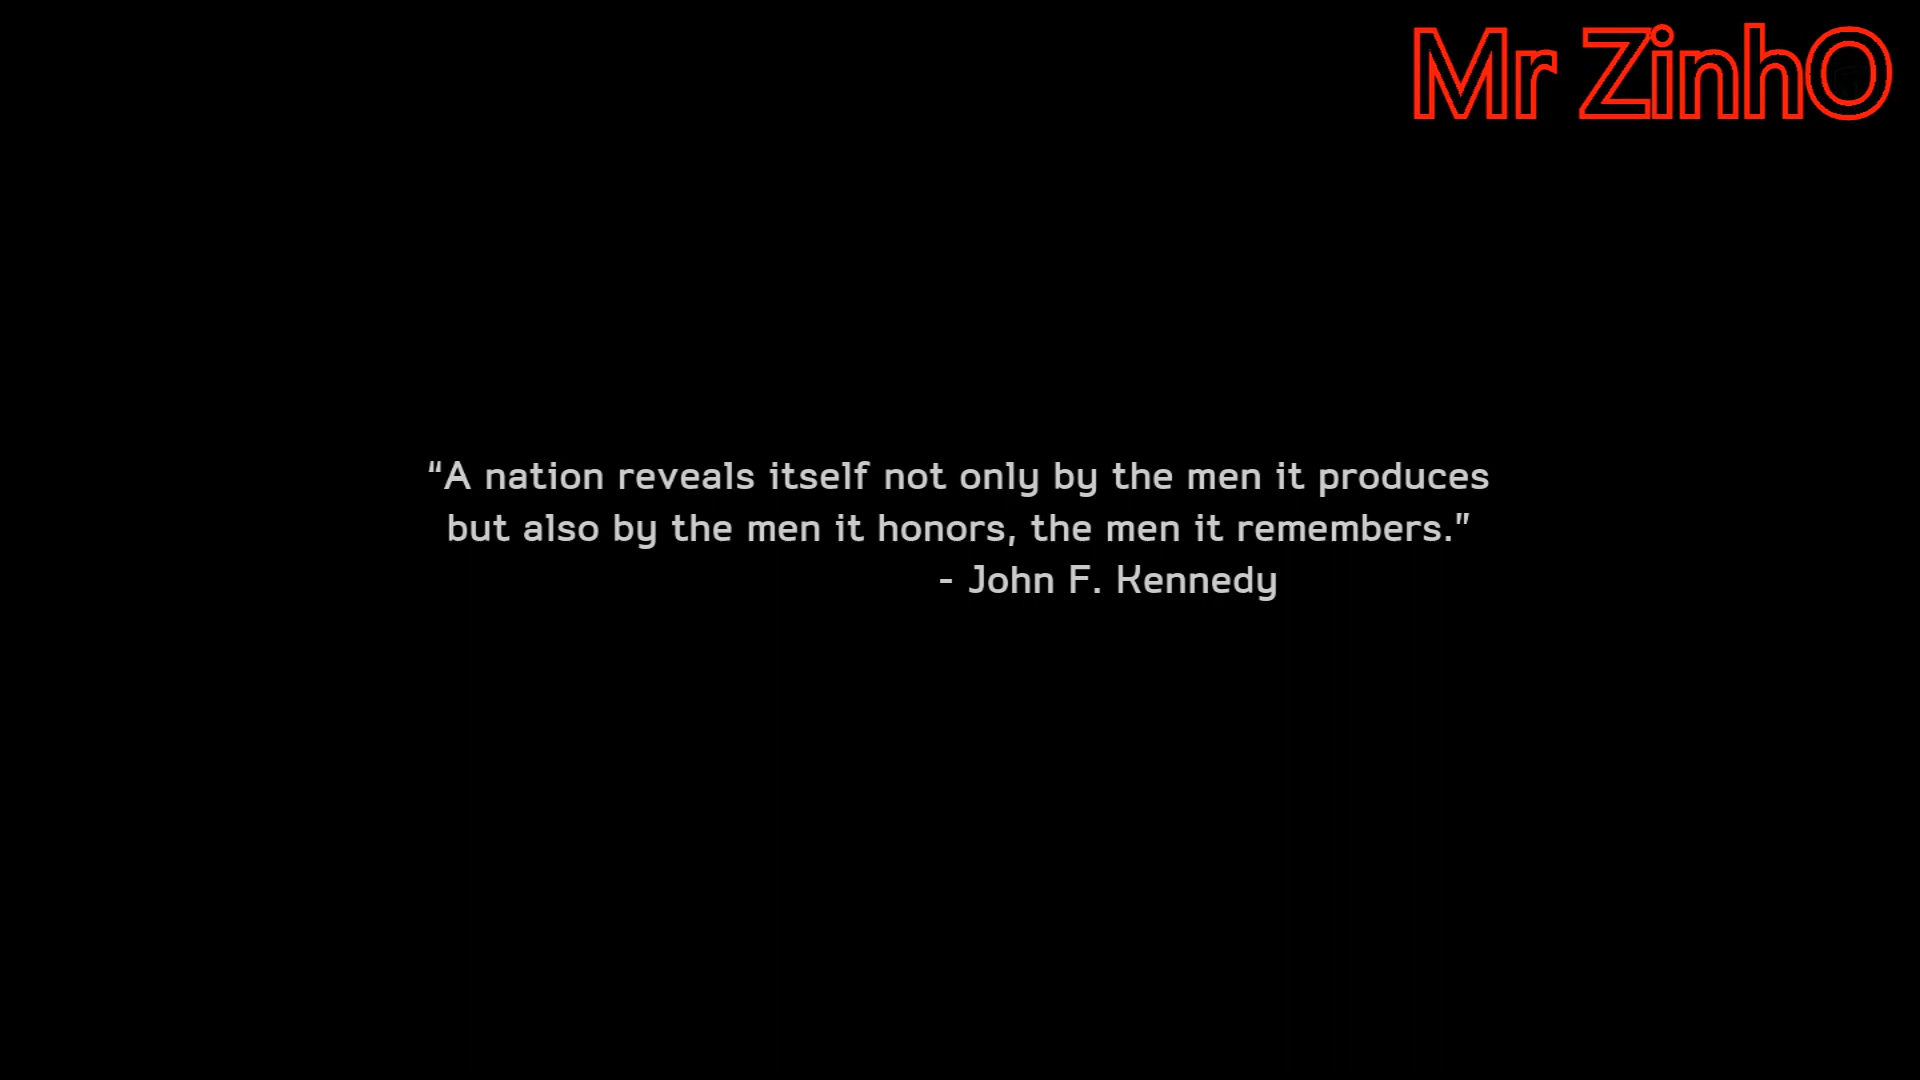 Mr ZinhO
“A nation reveals itself not only by the men it produces
but also by the men it honors, the men it remembers.”
- John F. Kennedy